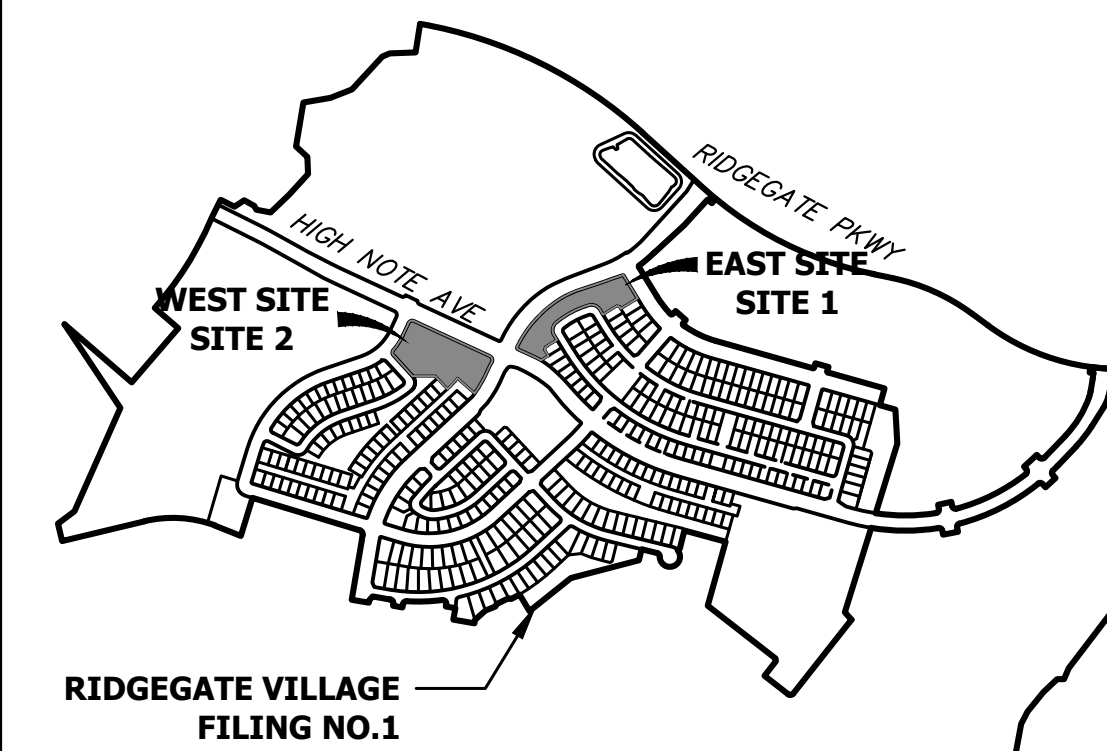 RIDGEGATE PKWY
HIGH NOTE AVE
EAST SITE
SITE 1
WEST SITE
SITE 2
RIDGEGATE VILLAGE
FILING NO.1